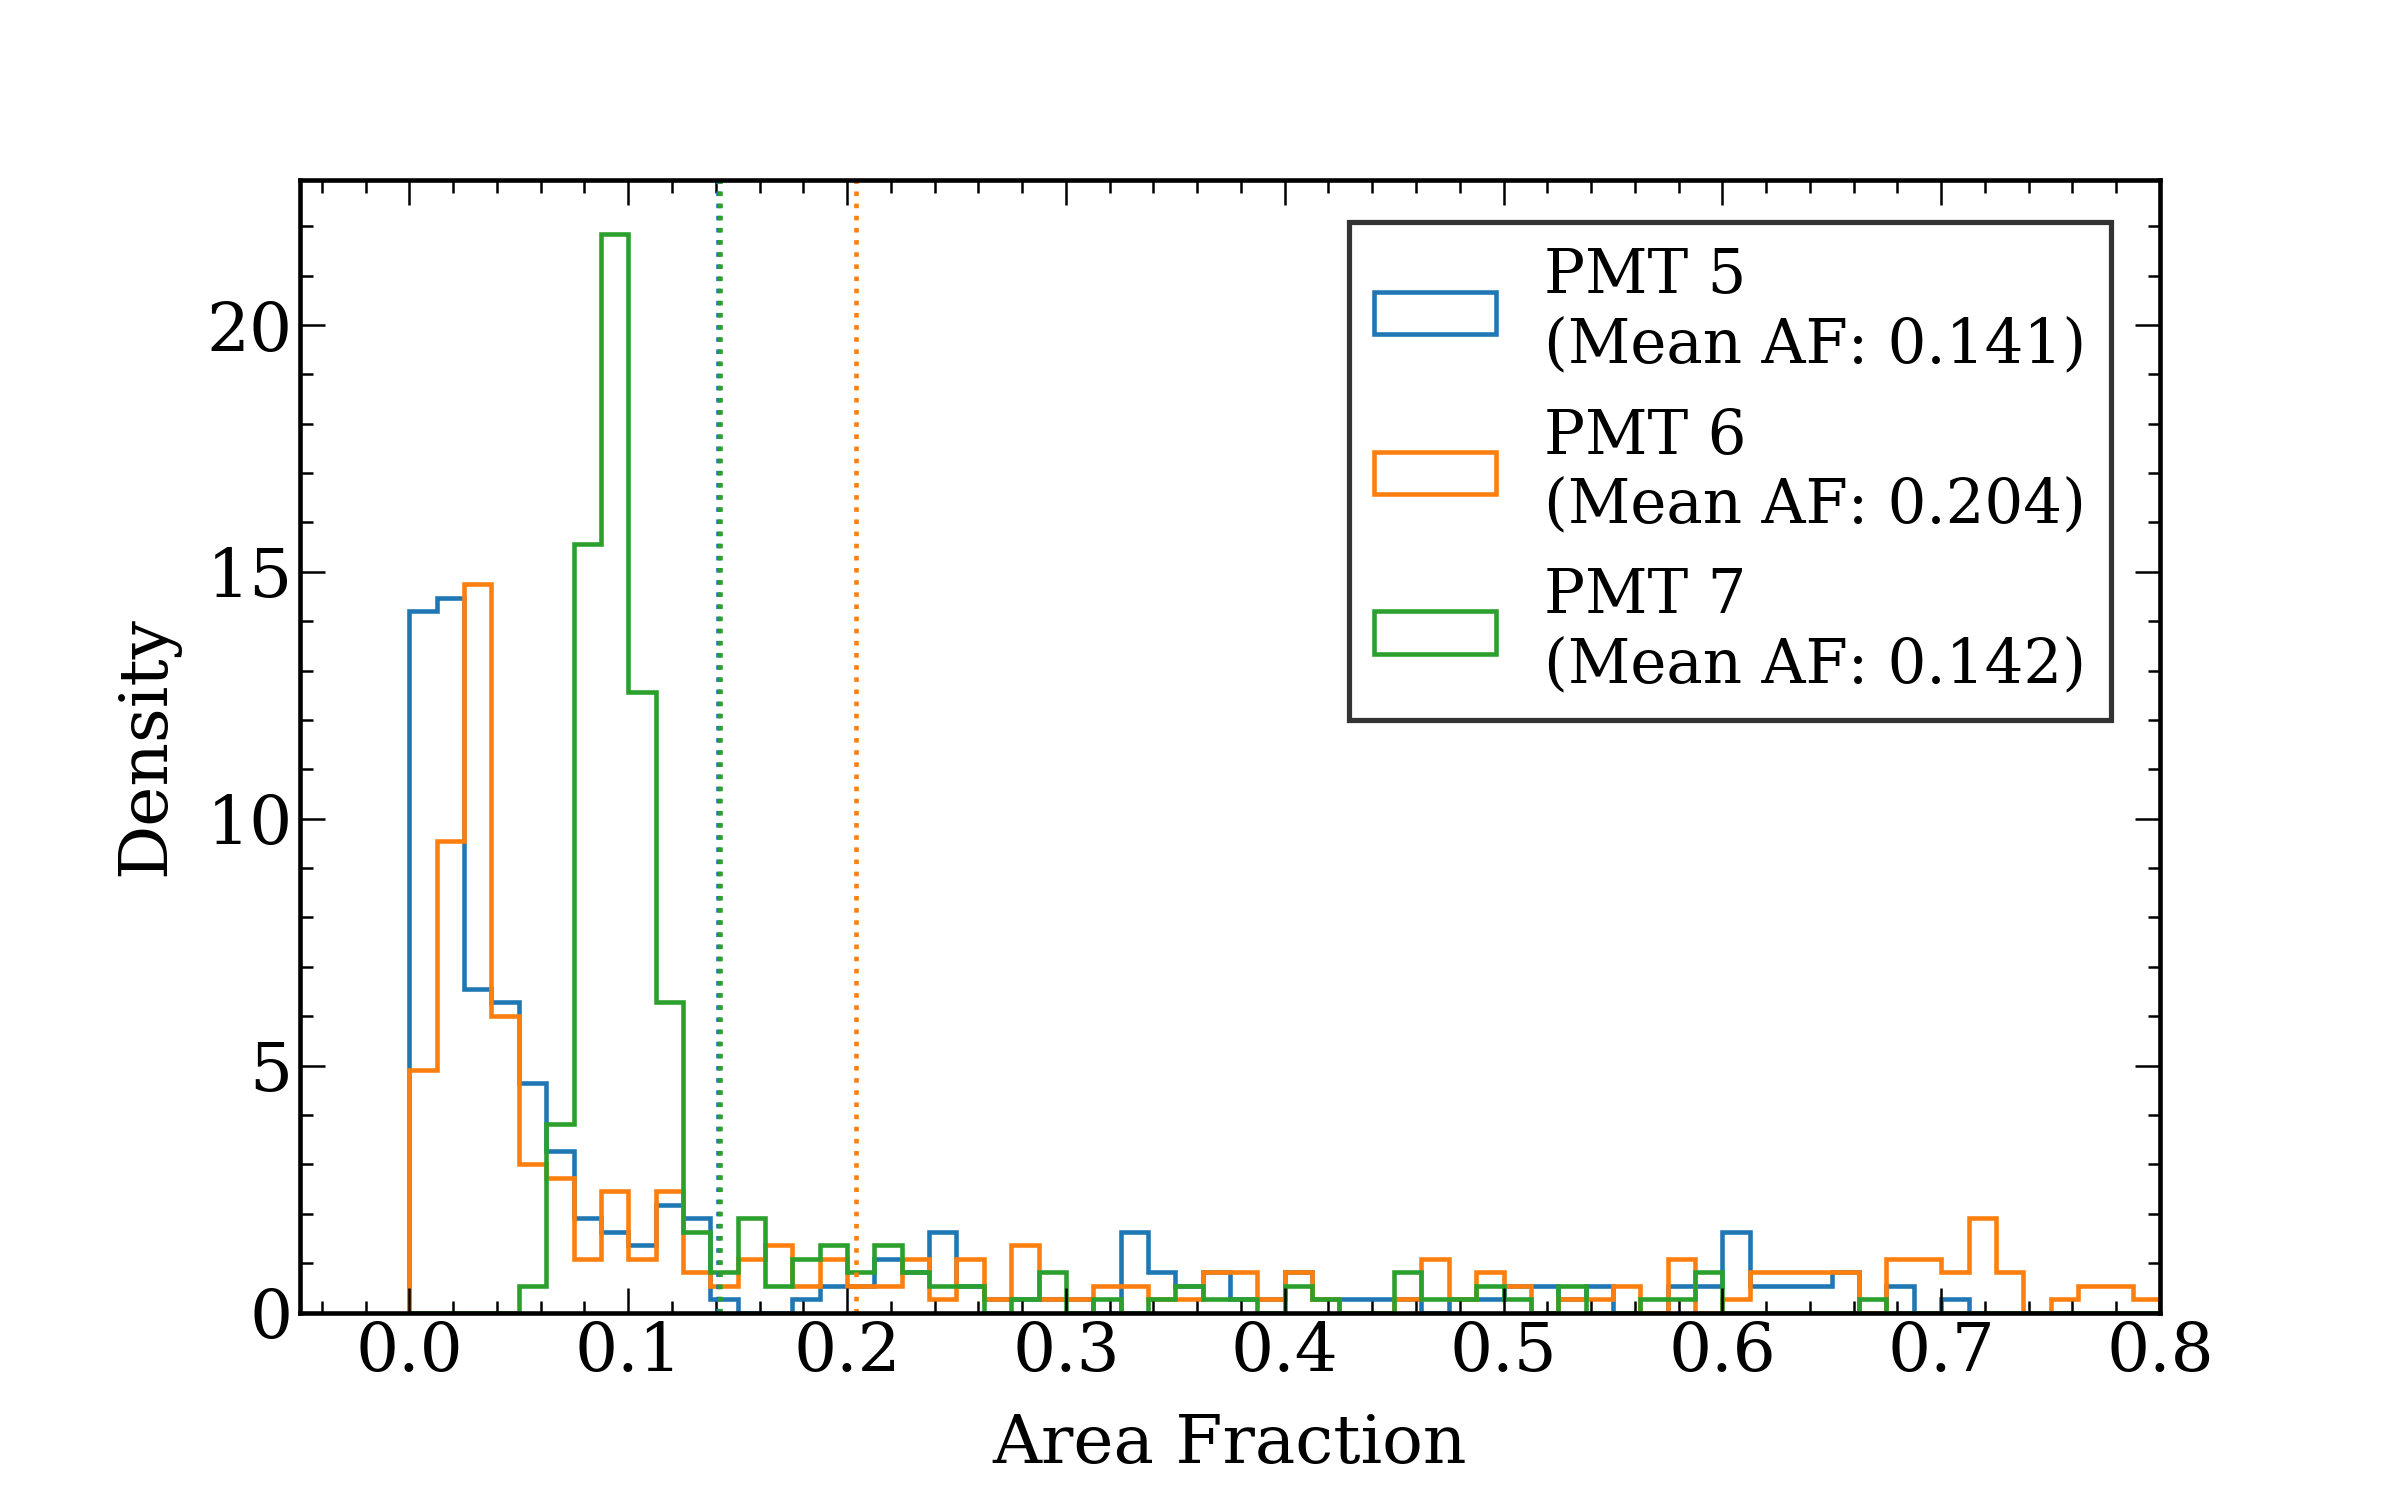 PMT 5
(Mean AF: 0.141)
PMT 6
(Mean AF: 0.204)
PMT 7
(Mean AF: 0.142)
20
15
10
5
0
Density
0.0 0.1 0.2 0.3 0.4 0.5 0.6 0.7 0.8
Area Fraction